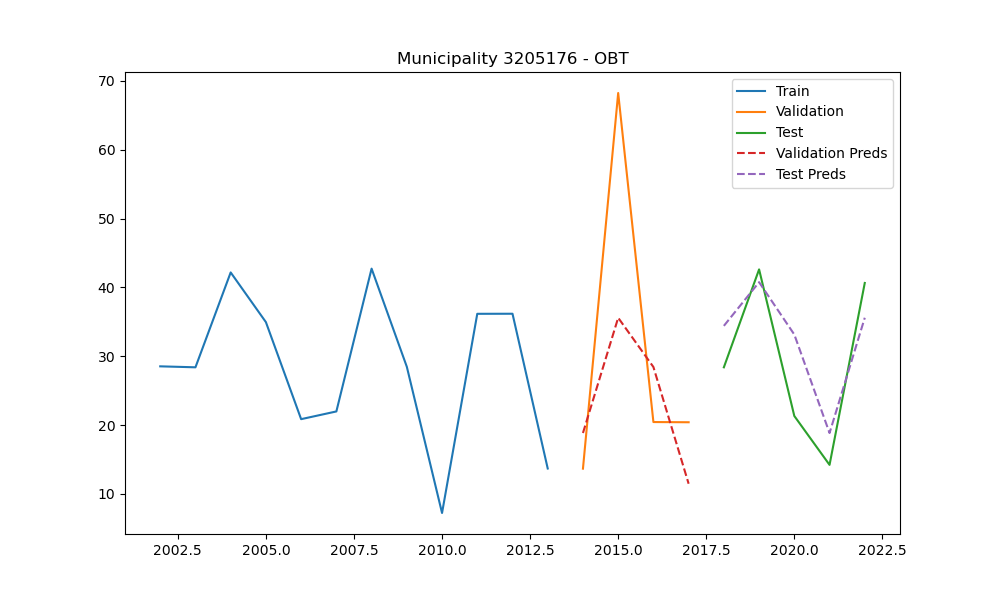 Municipality 3205176 - OBT
Train
Validation
Test
Validation Preds
Test Preds
70
60
50
40
30
20
10
2002.5 2005.0 2007.5 2010.0 2012.5 2015.0 2017.5 2020.0 2022.5